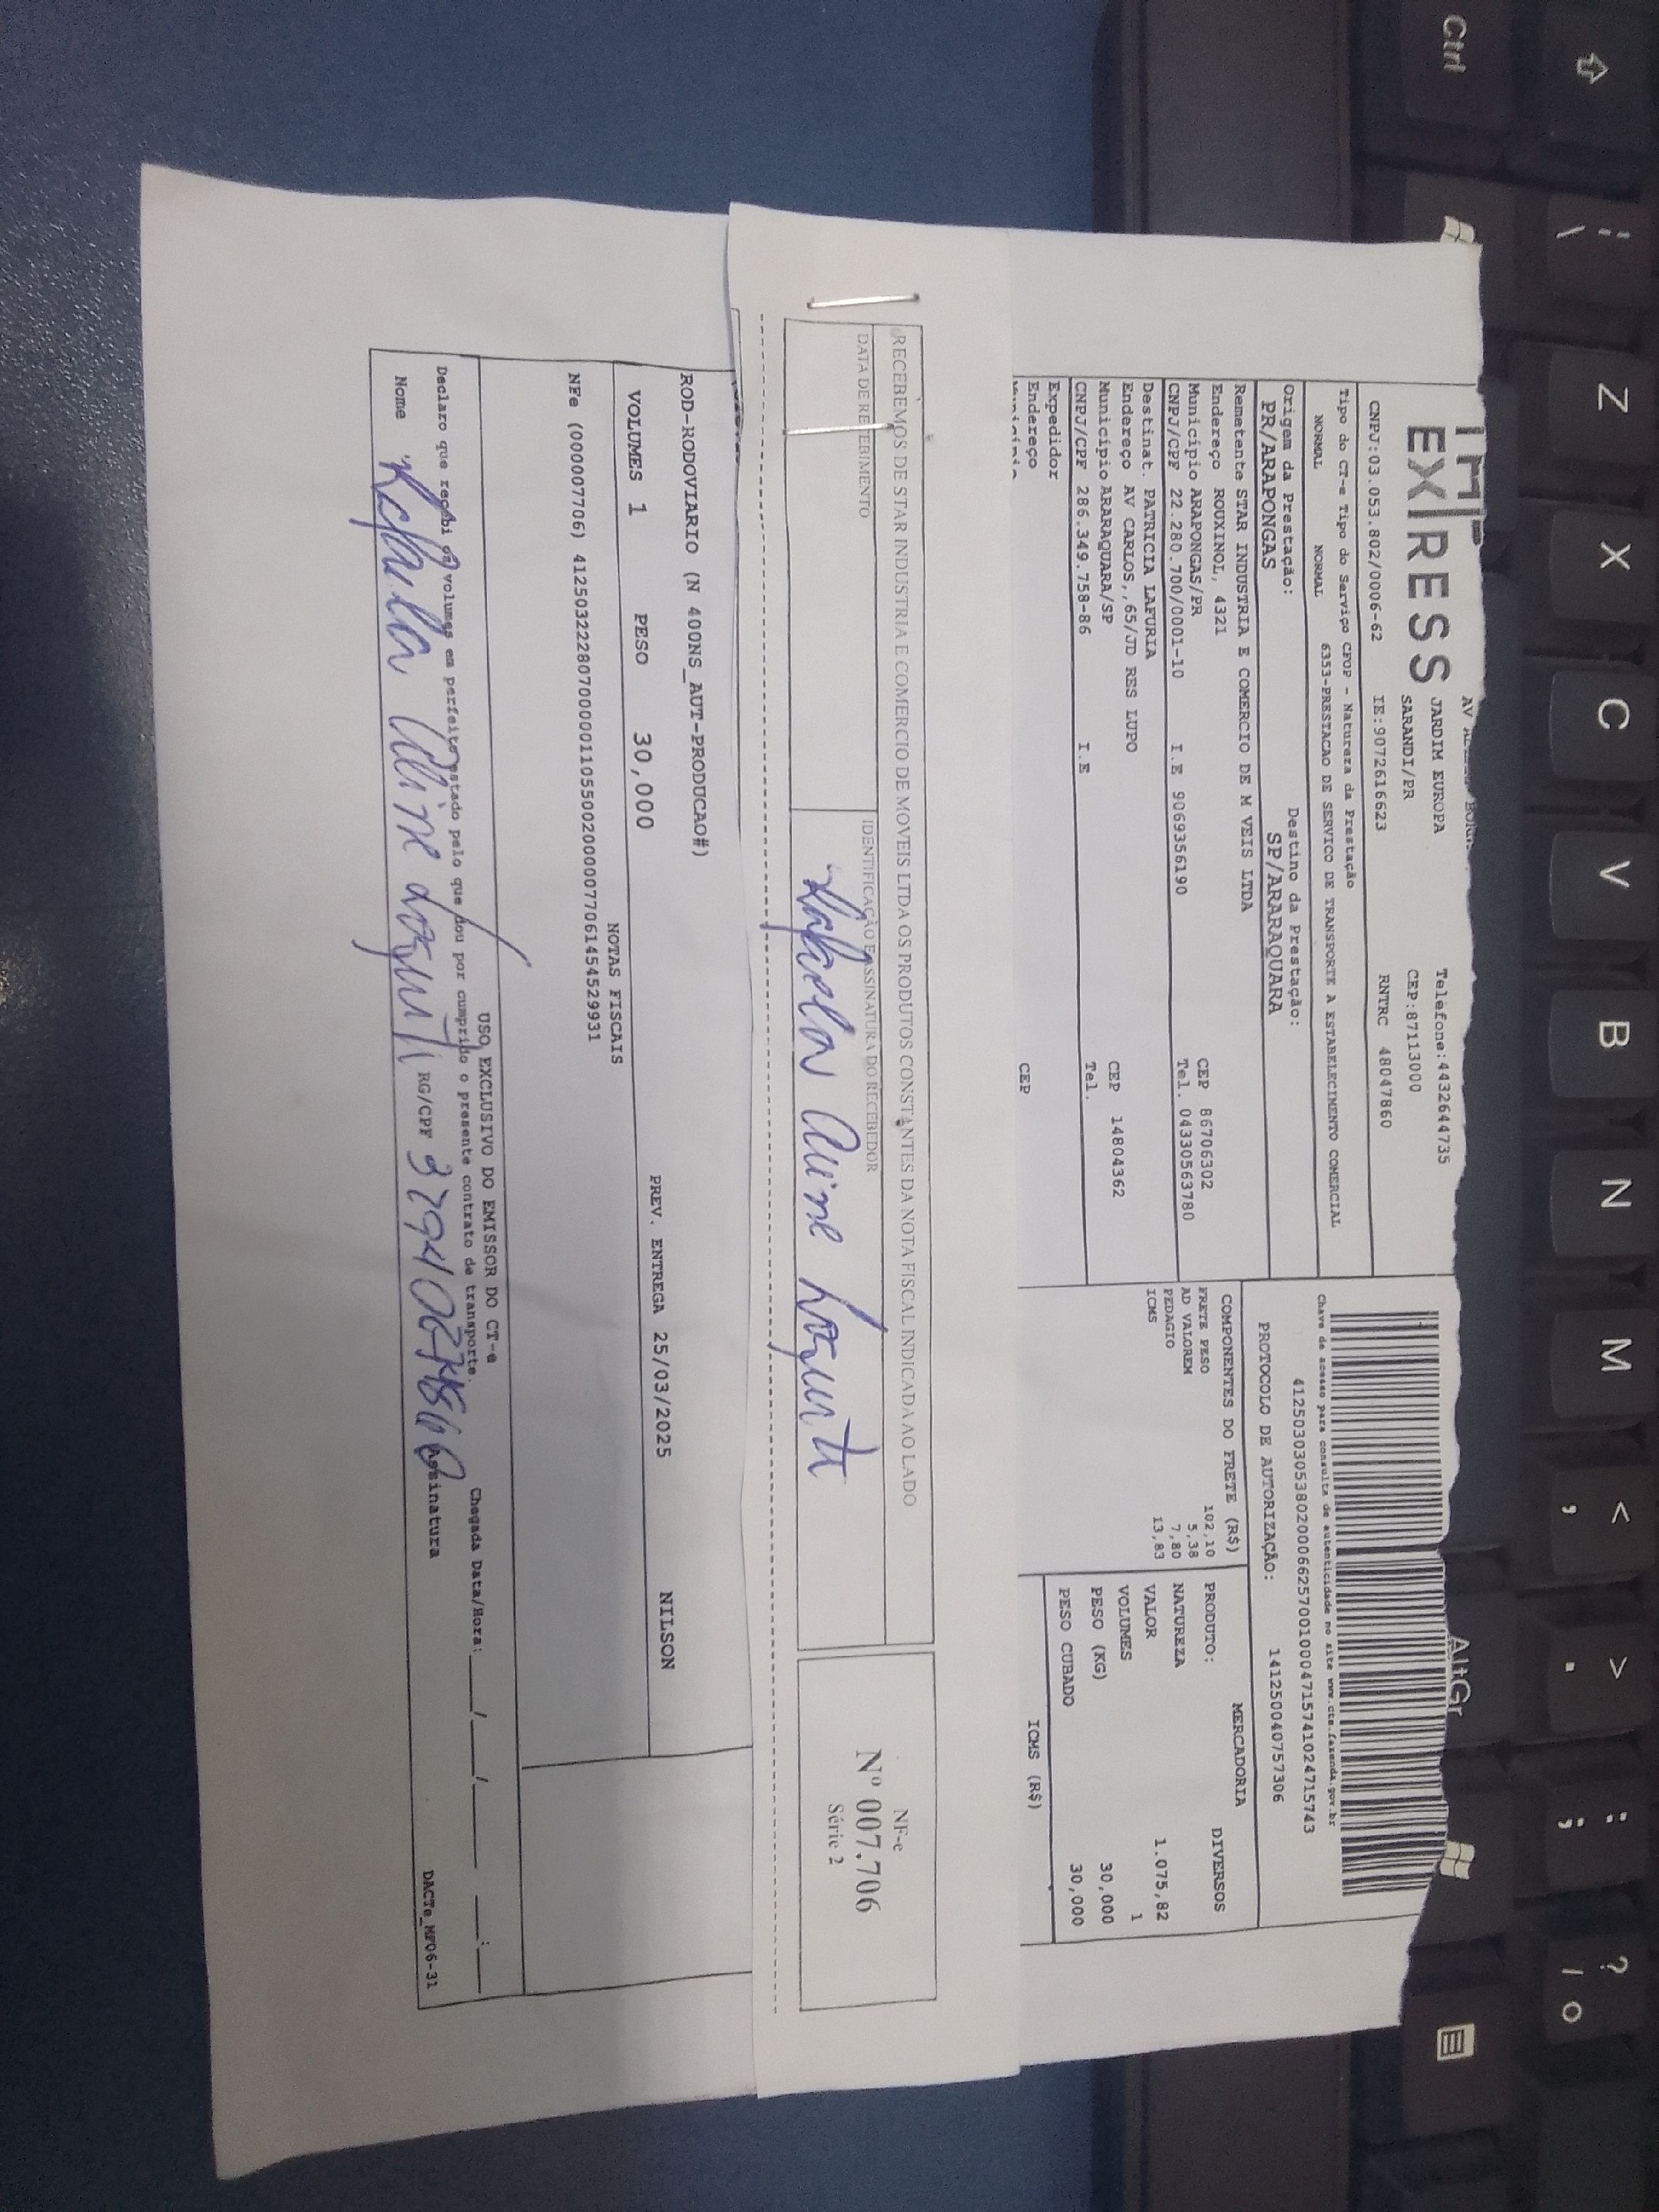 EXPRESS
JARDIM EUROPA Telefone:4432644735
SARANDI/PR CEP:87113000
CNPJ:03.053.802/0006-62 IE:9072616623 RNTRC 48047860
Tipo do CT-e Tipo do Serviço CFOP - Natureza da Prestação
NORMAL NORMAL 6353-PRESTACAO DE SERVICO DE TRANSPORTE A ESTABELECIMENTO COMERCIAL
Origem da Prestação: Destino da Prestação:
PR/ARAPONGAS SP/ARARAQUARA
Remetente STAR INDUSTRIA E COMERCIO DE M VEIS LTDA
Endereço ROUXINOL, 4321
Município ARAPONGAS/PR CEP 86706302
CNPJ/CPF 22.280.700/0001-10 I.E 9069356190 Tel. 04330563780
Destinat. PATRICIA LAFURIA
Endereço AV CARLOS,,65/JD RES LUPO
Município ARARAQUARA/SP CEP 14804362
CNPJ/CPF 286.349.758-86 I.E Tel.
Expedidor
Endereço CEP
Chave de acesso para consulta de autenticidade no site www.cte.fazenda.gov.br
41250303053802000662570010004715741024715743
PROTOCOLO DE AUTORIZAÇÃO: 141250040757306
COMPONENTES DO FRETE (R$)
FRETE PESO 102,10
AD VALOREM 5,38
PEDAGIO 7,80
ICMS 13,83
MERCADORIA
PRODUTO: DIVERSOS
NATUREZA
VALOR 1.075,82
VOLUMES 1
PESO (KG) 30,000
PESO CUBADO 30,000
ICMS (R$)
RECEBEMOS DE STAR INDUSTRIA E COMERCIO DE MOVEIS LTDA OS PRODUTOS CONSTANTES DA NOTA FISCAL INDICADA AO LADO
DATA DE RECEBIMENTO IDENTIFICAÇÃO E ASSINATURA DO RECEBEDOR
Aline
NF-e
Nº 007.706
Série 2
ROD-RODOVIARIO (N 400NS_AUT-PRODUCAO#)
VOLUMES 1 PESO 30,000 PREV. ENTREGA 25/03/2025 NILSON
NOTAS FISCAIS
NFe (000007706) 41250322280700000110550020000077061454529931
USO EXCLUSIVO DO EMISSOR DO CT-e
Declaro que recebi os volumes em perfeito estado pelo que dou por cumprido o presente contrato de transporte. Chegada Data/Hora: __/__/____ __:__
Nome Aline RG/CPF Assinatura
DACTe_MP06-31
Ctrl
Z
X
C
V
B
N
M
<
,
>
.
:
;
?
/
AltGr